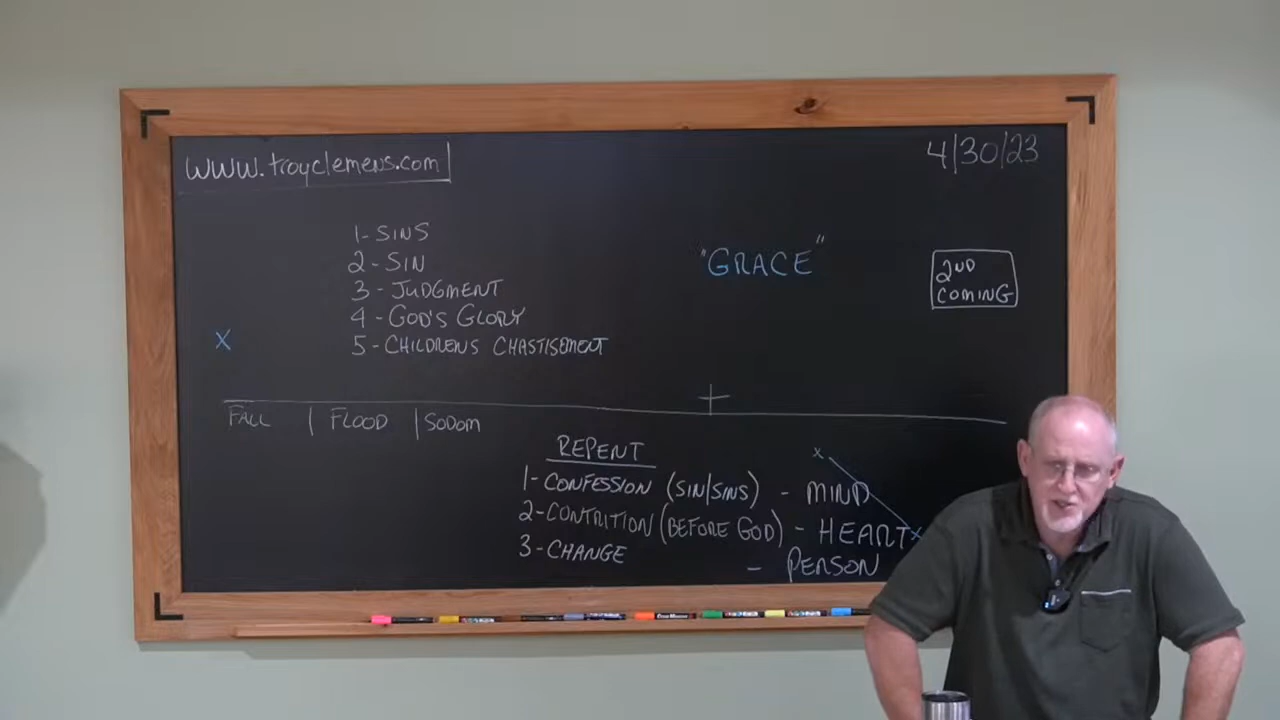 www.troyclemens.com
4/30/23
1- SINS
2 - SIN
3 - JUDGMENT
4 - GOD'S GLORY
5 - CHILDRENS CHASTISEMENT
"GRACE"
2ND
COMING
X
FALL | FLOOD | SODOM
REPENT
1- CONFESSION (SIN/SINS) - MIND
2- CONTRITION (BEFORE GOD) - HEART
3- CHANGE - PERSON
X
X